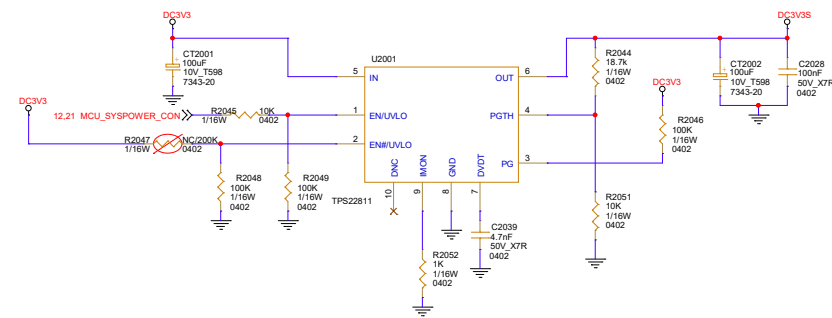 DC3V3
DC3V3S
CT2001
100uF
10V_T598
7343-20
U2001
5
IN
OUT
6
R2044
18.7k
1/16W
0402
CT2002
100uF
10V_T598
7343-20
C2028
100nF
50V_X7R
0402
DC3V3
DC3V3
12,21 MCU_SYSPOWER_CON
R2045
10K
1/16W
0402
1
EN/UVLO
PGTH
4
R2046
100K
1/16W
0402
R2047
NC/200K
1/16W
0402
2
EN#/UVLO
PG
3
DNC
IMON
GND
DVDT
10
9
8
7
R2048
100K
1/16W
0402
R2049
100K
1/16W
0402
TPS22811
R2051
10K
1/16W
0402
C2039
4.7nF
50V_X7R
0402
R2052
1K
1/16W
0402